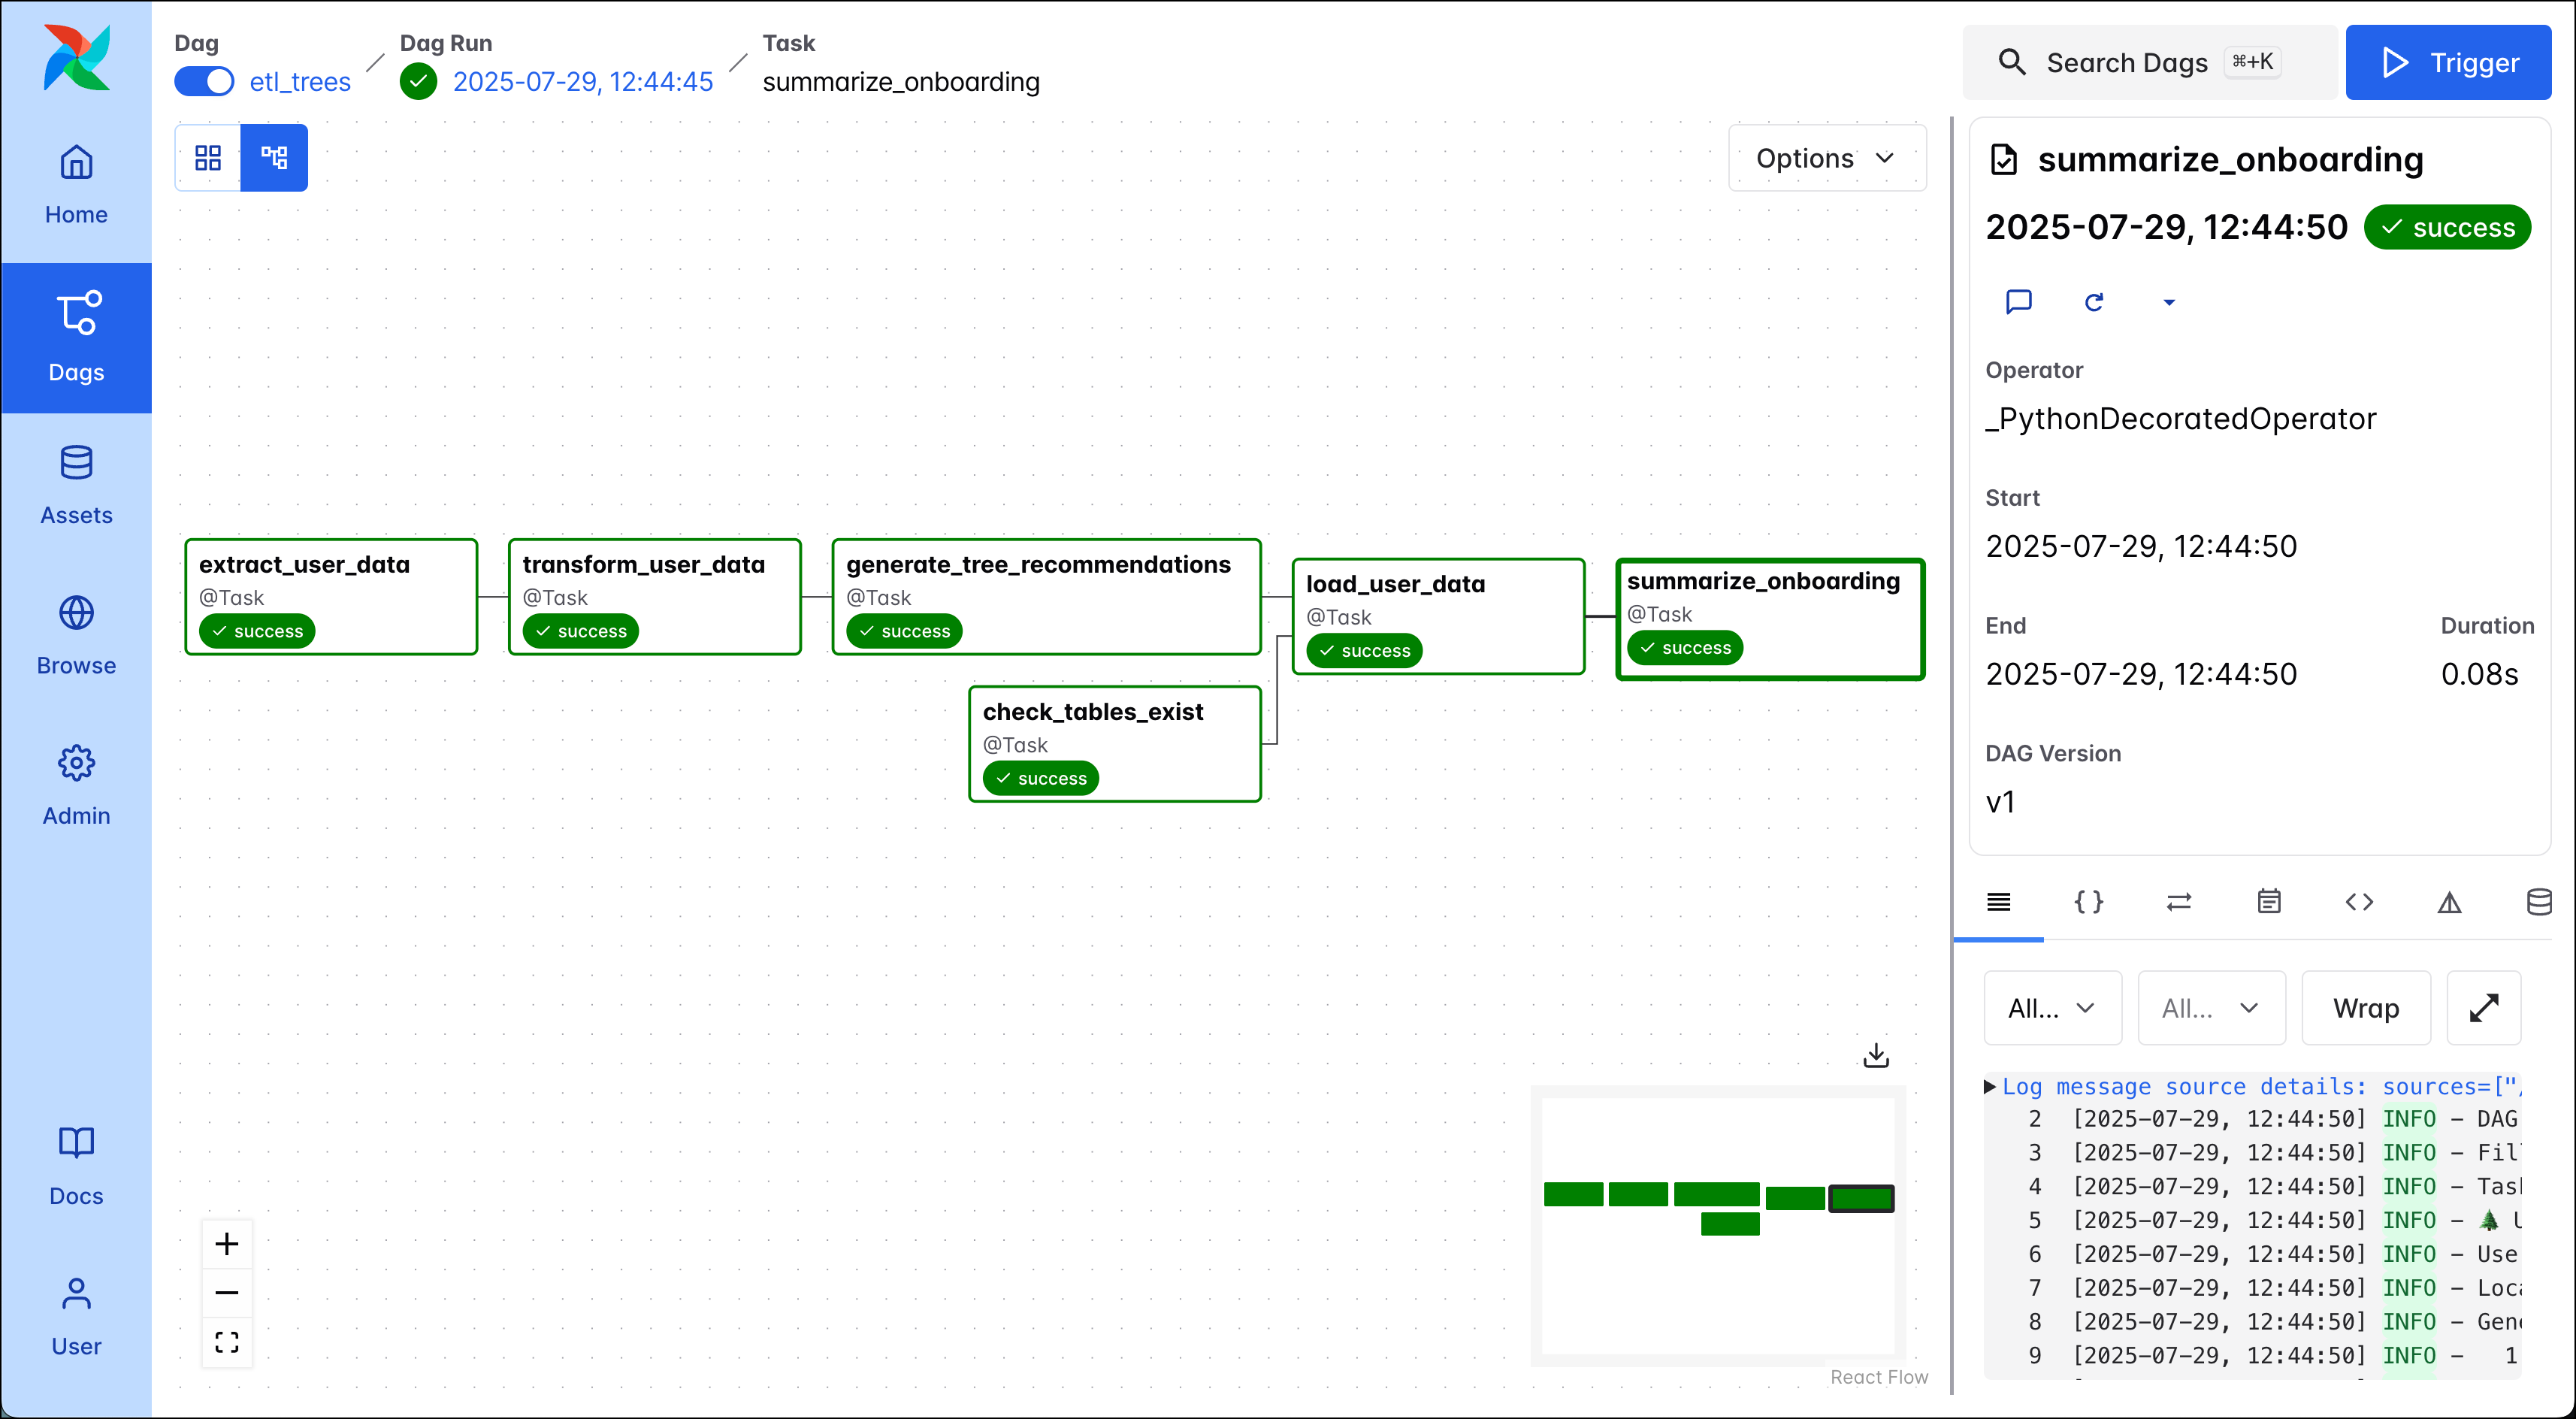 Dag
etl_trees
Dag Run
2025-07-29, 12:44:45
Task
summarize_onboarding
Search Dags ⌘+K
Trigger
Home
Dags
Assets
Browse
Admin
Docs
User
Options
extract_user_data
@Task
success
transform_user_data
@Task
success
generate_tree_recommendations
@Task
success
check_tables_exist
@Task
success
load_user_data
@Task
success
summarize_onboarding
@Task
success
React Flow
summarize_onboarding
2025-07-29, 12:44:50 success
Operator
_PythonDecoratedOperator
Start
2025-07-29, 12:44:50
End Duration
2025-07-29, 12:44:50 0.08s
DAG Version
v1
All... All... Wrap
Log message source details: sources=["/
2 [2025-07-29, 12:44:50] INFO - DAG
3 [2025-07-29, 12:44:50] INFO - Fil
4 [2025-07-29, 12:44:50] INFO - Tas
5 [2025-07-29, 12:44:50] INFO - 🌲 U
6 [2025-07-29, 12:44:50] INFO - Use
7 [2025-07-29, 12:44:50] INFO - Loc
8 [2025-07-29, 12:44:50] INFO - Gen
9 [2025-07-29, 12:44:50] INFO - 1